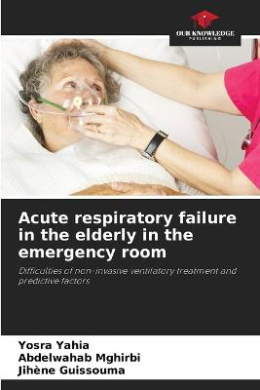 OUR KNOWLEDGE
PUBLISHING
Acute respiratory failure
in the elderly in the
emergency room
Difficulties of non-invasive ventilatory treatment and
predictive factors
Yosra Yahia
Abdelwahab Mghirbi
Jihène Guissouma